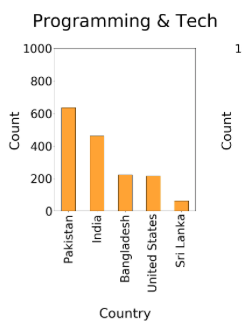 Programming & Tech
1000
800
600
400
200
0
Count
Pakistan
India
Bangladesh
United States
Sri Lanka
Country
1
Count